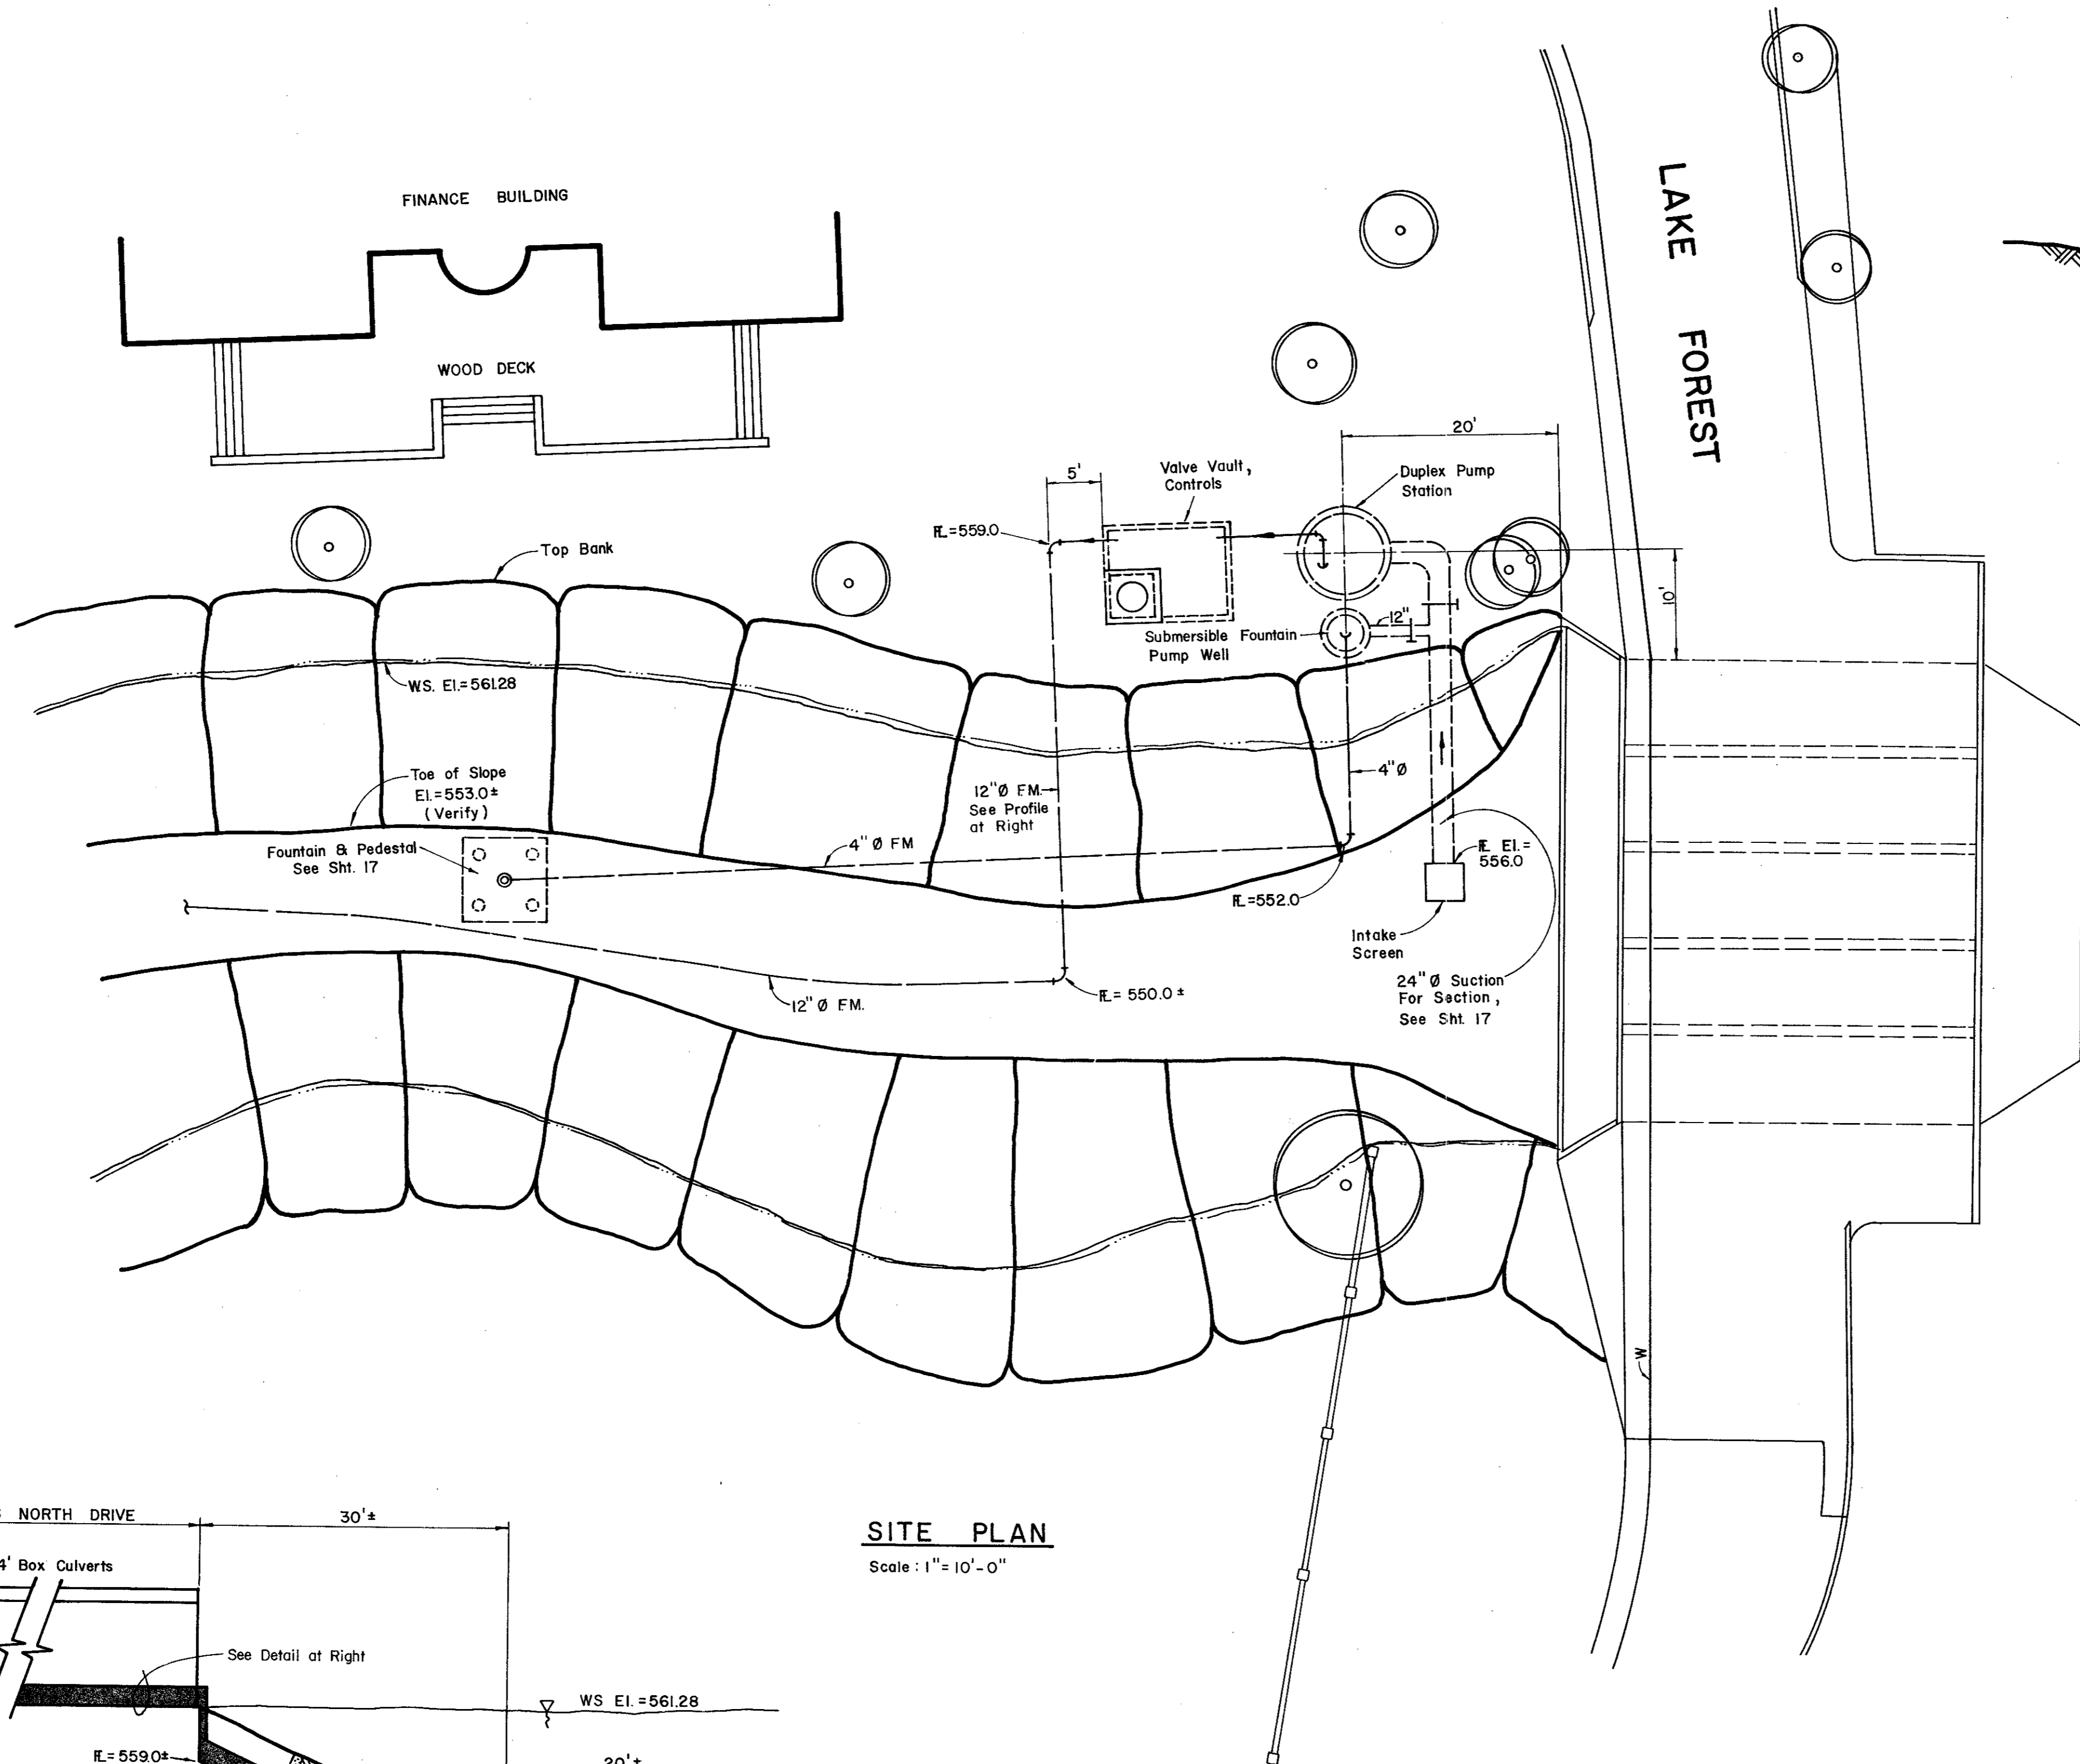 FINANCE BUILDING
WOOD DECK
LAKE FOREST
20'
5'
Valve Vault,
Controls
Duplex Pump
Station
FL=559.0
Top Bank
10'
12"
Submersible Fountain
Pump Well
W.S. El.=561.28
Toe of Slope
El.=553.0±
(Verify)
4"Ø
12"Ø F.M.
See Profile
at Right
4"Ø FM
Fountain & Pedestal
See Sht. 17
FL El.=
556.0
FL=552.0
Intake
Screen
24"Ø Suction
For Section,
See Sht. 17
FL=550.0±
12"Ø F.M.
W
NORTH DRIVE
30'±
SITE PLAN
Scale: 1"=10'-0"
4' Box Culverts
See Detail at Right
WS El.=561.28
FL=559.0±